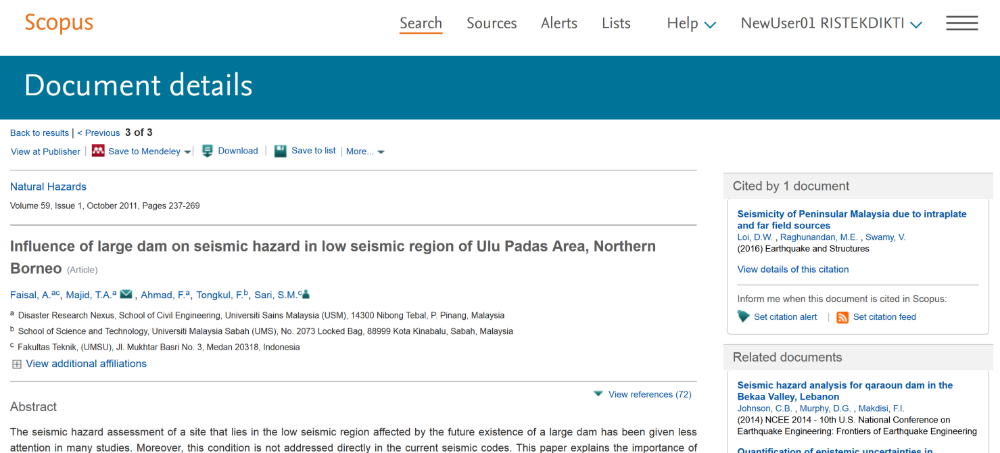 Scopus
Search Sources Alerts Lists Help NewUser01 RISTEKDIKTI
Document details
Back to results | < Previous 3 of 3
View at Publisher | Save to Mendeley | Download | Save to list | More...
Natural Hazards
Volume 59, Issue 1, October 2011, Pages 237-269
Influence of large dam on seismic hazard in low seismic region of Ulu Padas Area, Northern
Borneo (Article)
Faisal, A.ac, Majid, T.A.a , Ahmad, F.a, Tongkul, F.b, Sari, S.M.c
a Disaster Research Nexus, School of Civil Engineering, Universiti Sains Malaysia (USM), 14300 Nibong Tebal, P. Pinang, Malaysia
b School of Science and Technology, Universiti Malaysia Sabah (UMS), No. 2073 Locked Bag, 88999 Kota Kinabalu, Sabah, Malaysia
c Fakultas Teknik, (UMSU), Jl. Mukhtar Basri No. 3, Medan 20318, Indonesia
View additional affiliations
View references (72)
Abstract
The seismic hazard assessment of a site that lies in the low seismic region affected by the future existence of a large dam has been given less
attention in many studies. Moreover, this condition is not addressed directly in the current seismic codes. This paper explains the importance of
Cited by 1 document
Seismicity of Peninsular Malaysia due to intraplate
and far field sources
Loi, D.W. , Raghunandan, M.E. , Swamy, V.
(2016) Earthquake and Structures
View details of this citation
Inform me when this document is cited in Scopus:
Set citation alert | Set citation feed
Related documents
Seismic hazard analysis for qaraoun dam in the
Bekaa Valley, Lebanon
Johnson, C.B. , Murphy, D.G. , Makdisi, F.I.
(2014) NCEE 2014 - 10th U.S. National Conference on
Earthquake Engineering: Frontiers of Earthquake Engineering
Quantification of epistemic uncertainties in